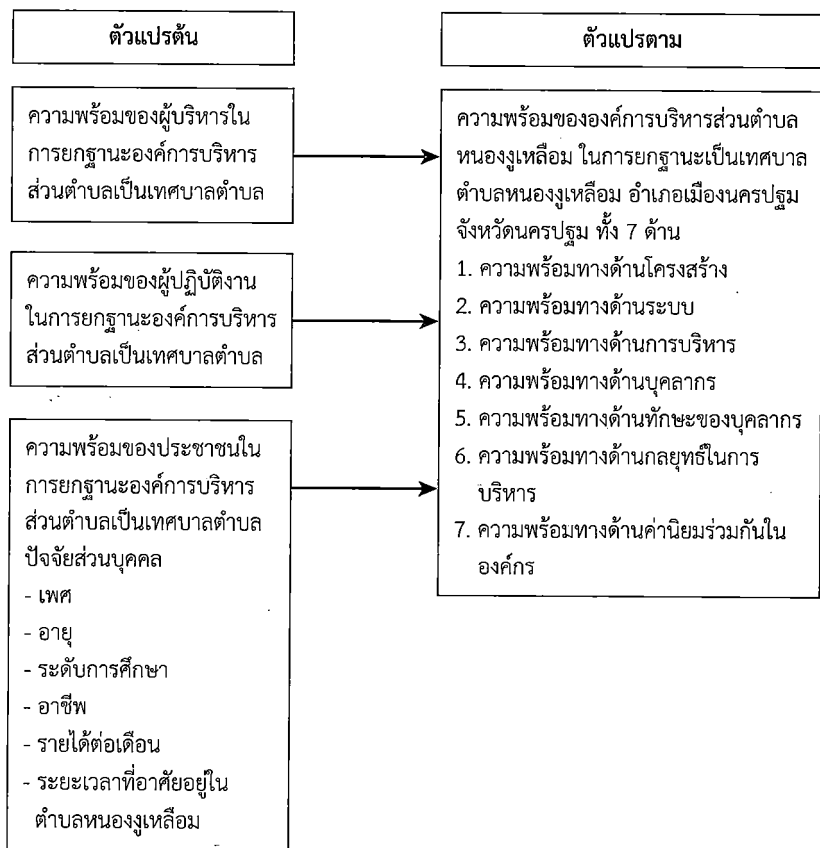 ตัวแปรต้น
ความพร้อมของผู้บริหารใน
การยกฐานะองค์การบริหาร
ส่วนตำบลเป็นเทศบาลตำบล
ความพร้อมของผู้ปฏิบัติงาน
ในการยกฐานะองค์การบริหาร
ส่วนตำบลเป็นเทศบาลตำบล
ความพร้อมของประชาชนใน
การยกฐานะองค์การบริหาร
ส่วนตำบลเป็นเทศบาลตำบล
ปัจจัยส่วนบุคคล
- เพศ
- อายุ
- ระดับการศึกษา
- อาชีพ
- รายได้ต่อเดือน
- ระยะเวลาที่อาศัยอยู่ใน
ตำบลหนองงูเหลือม
ตัวแปรตาม
ความพร้อมขององค์การบริหารส่วนตำบล
หนองงูเหลือม ในการยกฐานะเป็นเทศบาล
ตำบลหนองงูเหลือม อำเภอเมืองนครปฐม
จังหวัดนครปฐม ทั้ง 7 ด้าน
1. ความพร้อมทางด้านโครงสร้าง
2. ความพร้อมทางด้านระบบ
3. ความพร้อมทางด้านการบริหาร
4. ความพร้อมทางด้านบุคลากร
5. ความพร้อมทางด้านทักษะของบุคลากร
6. ความพร้อมทางด้านกลยุทธ์ในการ
บริหาร
7. ความพร้อมทางด้านค่านิยมร่วมกันใน
องค์กร